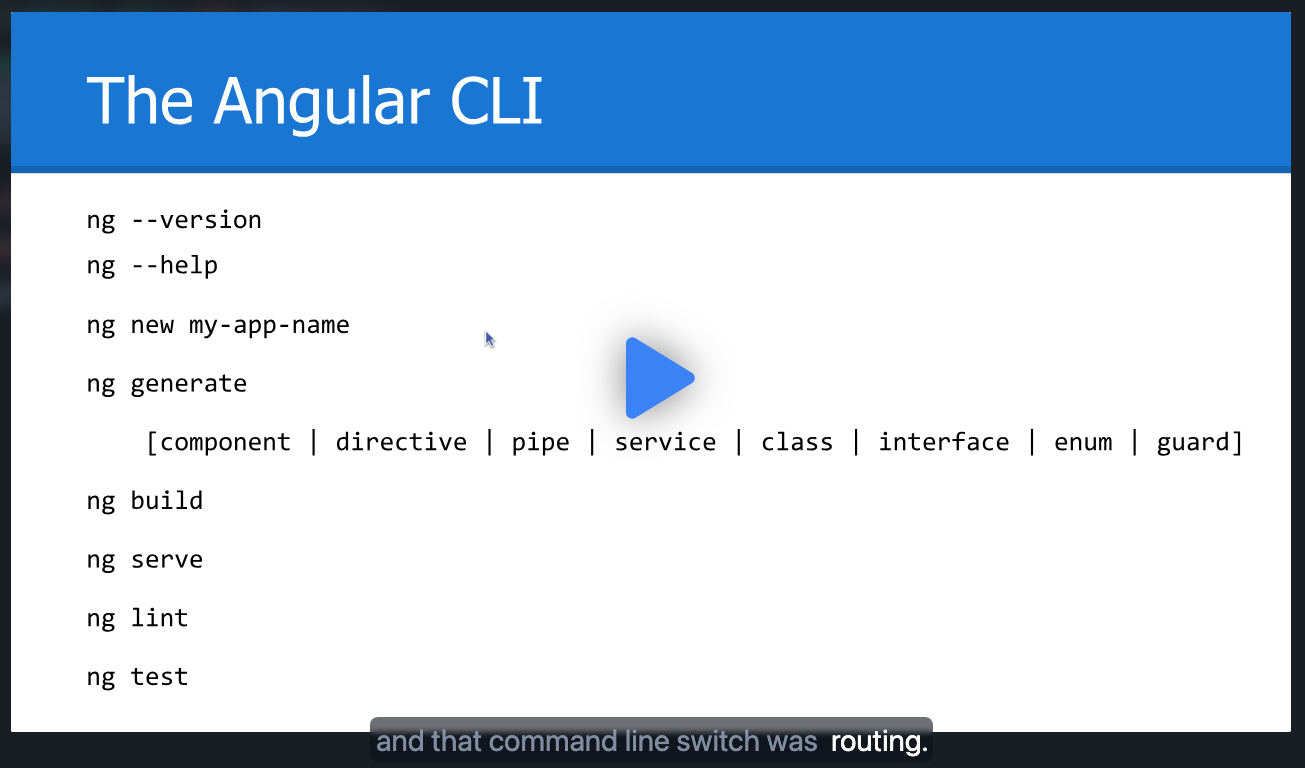 The Angular CLI
ng --version
ng --help
ng new my-app-name
ng generate
[component | directive | pipe | service | class | interface | enum | guard]
ng build
ng serve
ng lint
ng test
and that command line switch was routing.